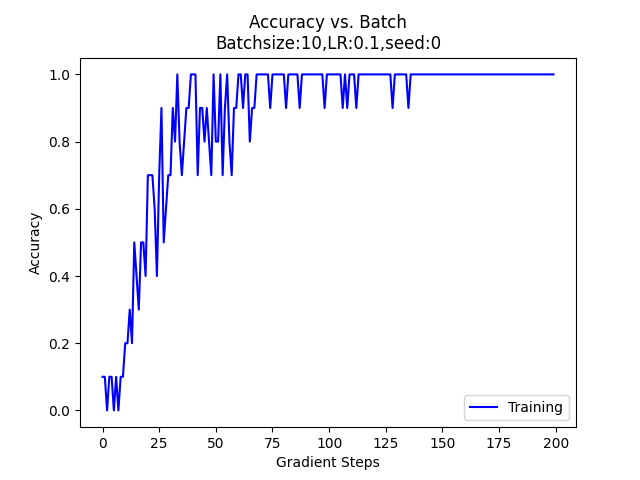 Accuracy vs. Batch
Batchsize:10,LR:0.1,seed:0
1.0
0.8
0.6
0.4
0.2
0.0
Accuracy
Training
0 25 50 75 100 125 150 175 200
Gradient Steps